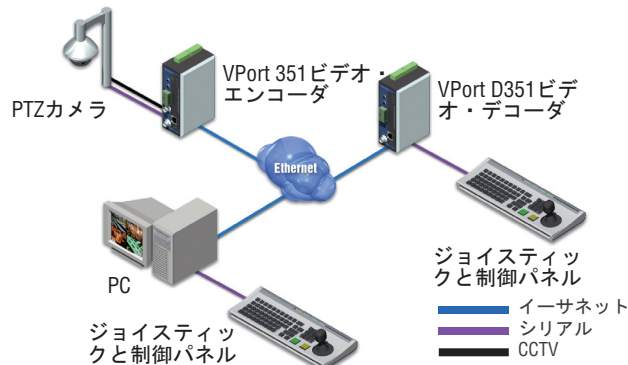 VPort 351ビデオ・
エンコーダ
VPort D351ビデ
オ・デコーダ
PTZカメラ
Ethernet
PC
ジョイスティッ
クと制御パネル
ジョイスティッ
クと制御パネル
イーサネット
シリアル
CCTV